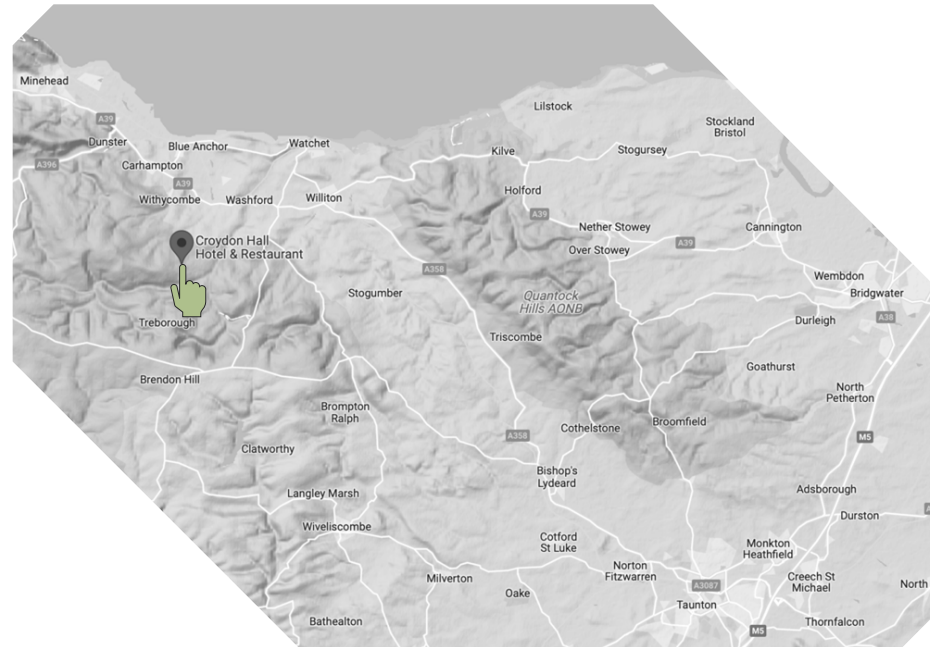 Minehead
A39
Lilstock
Stockland
Bristol
Dunster
Blue Anchor
Watchet
Kilve
Stogursey
A396
Carhampton
A39
Withycombe
Washford
Williton
Holford
A39
Nether Stowey
Cannington
Croydon Hall
Hotel & Restaurant
Over Stowey
A39
A358
Wembdon
Stogumber
Quantock
Hills AONB
Bridgwater
A38
Treborough
Durleigh
Triscombe
Goathurst
Brendon Hill
North
Petherton
Brompton
Ralph
Cothelstone
Broomfield
A358
M5
Clatworthy
Bishop's
Lydeard
Langley Marsh
Adsborough
Wiveliscombe
Durston
Cotford
St Luke
Monkton
Heathfield
Milverton
Norton
Fitzwarren
Creech St
Michael
North
A3087
Oake
Taunton
Bathealton
Thornfalcon
M5